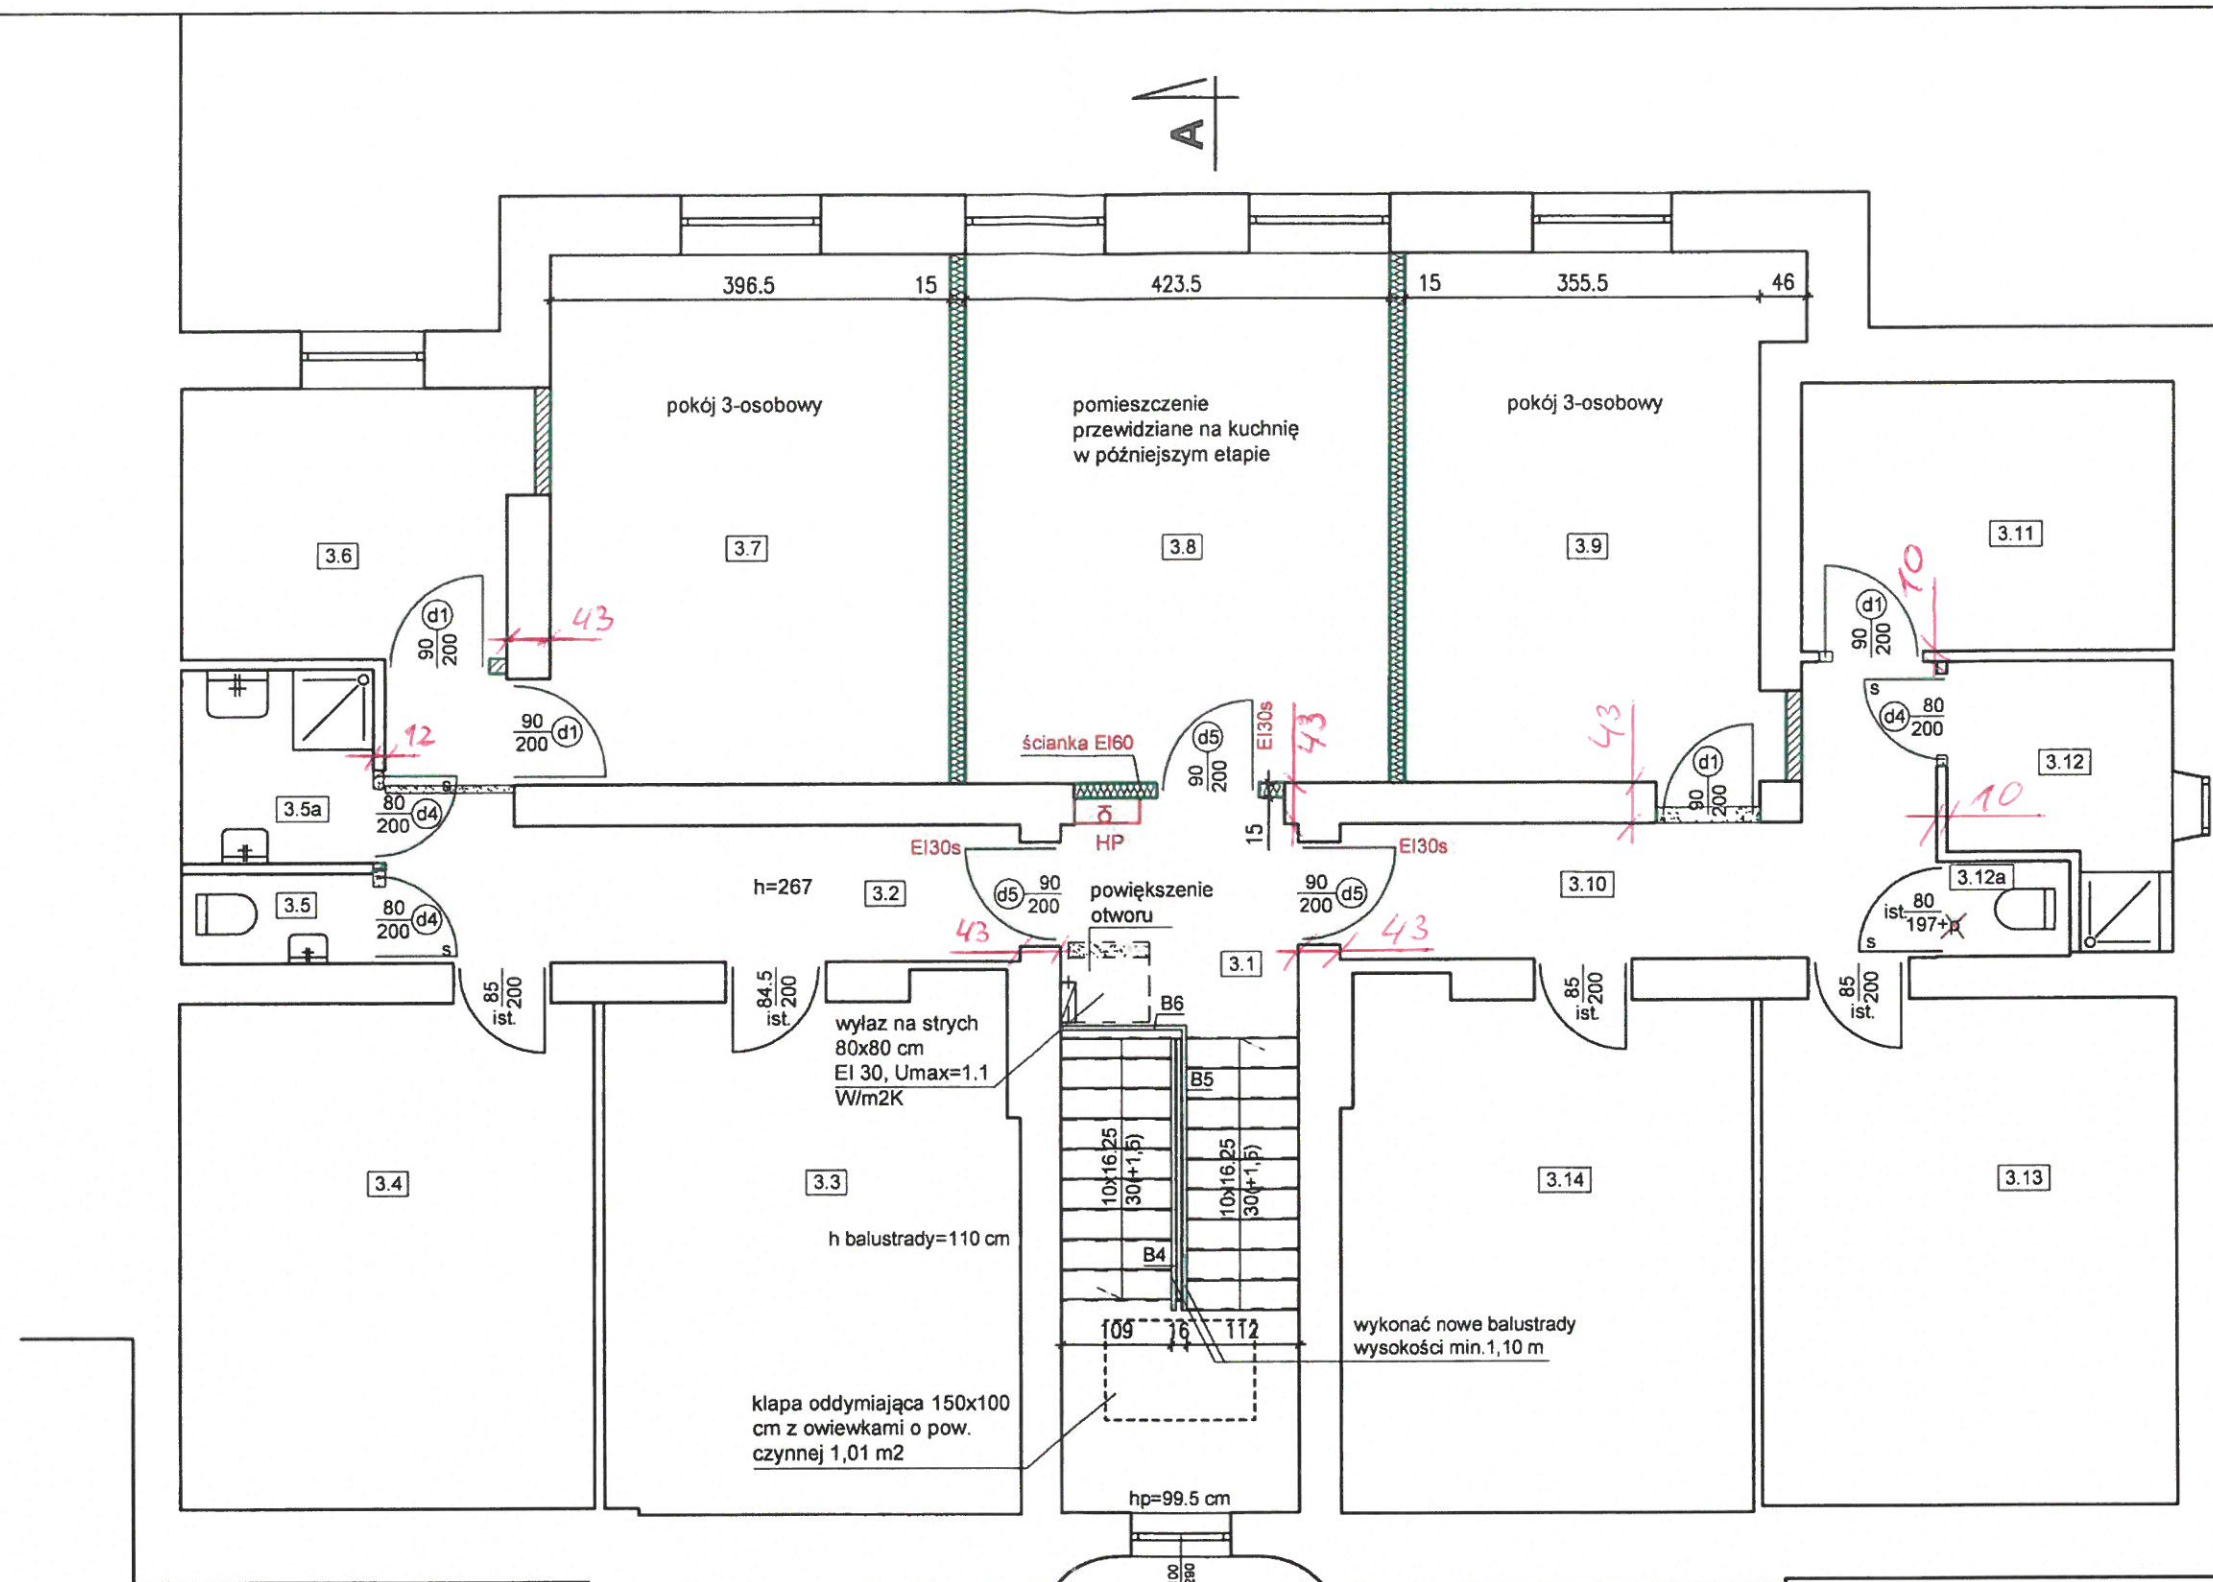 A
396.5
15
423.5
15
355.5
46
pokój 3-osobowy
pomieszczenie
przewidziane na kuchnię
w późniejszym etapie
pokój 3-osobowy
3.6
3.7
3.8
3.9
3.11
10
d1
90
200
43
d1
90
200
90
200
d1
12
ścianka EI60
d5
90
200
EI30s
43
43
d1
90
200
s
d4
80
200
3.12
3.5a
s
80
200
d4
10
EI30s
HP
15
EI30s
h=267
3.2
d5
90
200
powiększenie
otworu
90
200
d5
3.10
3.12a
3.5
80
200
d4
s
43
43
ist.
80
197+
s
3.1
85
200
ist.
84.5
200
ist.
85
200
ist.
85
200
ist.
B6
wyłaz na strych
80x80 cm
EI 30, Umax=1.1
W/m2K
B5
10x16.25
30(+1,5)
10x16.25
30(+1,5)
3.4
3.3
3.14
3.13
h balustrady=110 cm
B4
109
16
112
wykonać nowe balustrady
wysokości min.1,10 m
klapa oddymiająca 150x100
cm z owiewkami o pow.
czynnej 1,01 m2
hp=99.5 cm